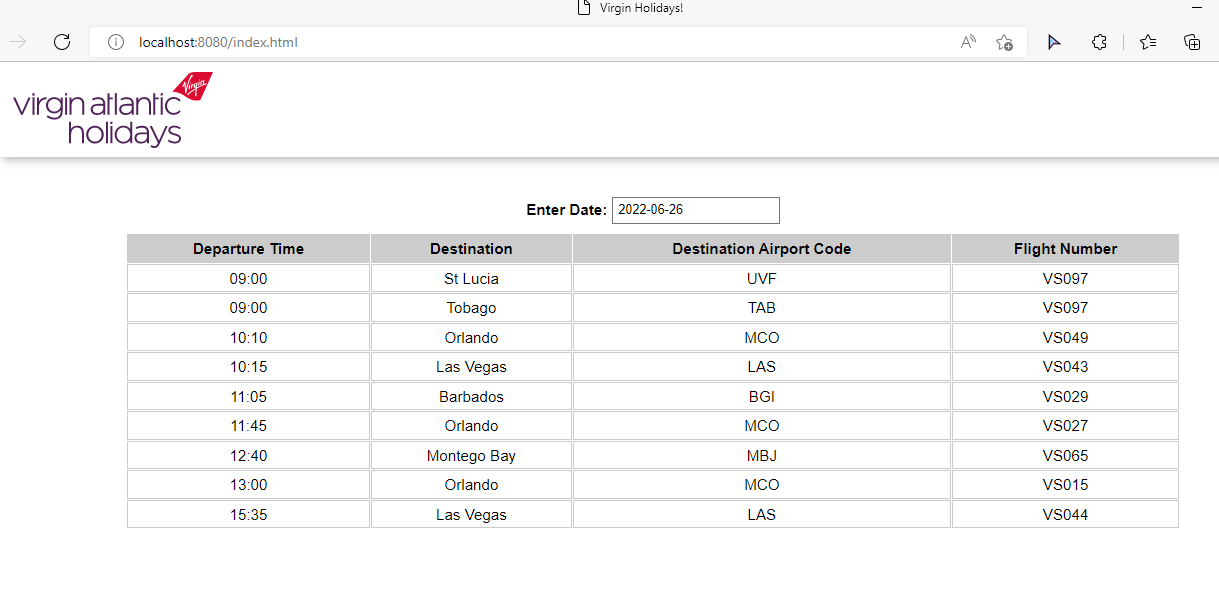 Virgin Holidays!
localhost:8080/index.html
Virgin
virgin atlantic
holidays
Enter Date: 2022-06-26
Departure Time Destination Destination Airport Code Flight Number
09:00 St Lucia UVF VS097
09:00 Tobago TAB VS097
10:10 Orlando MCO VS049
10:15 Las Vegas LAS VS043
11:05 Barbados BGI VS029
11:45 Orlando MCO VS027
12:40 Montego Bay MBJ VS065
13:00 Orlando MCO VS015
15:35 Las Vegas LAS VS044